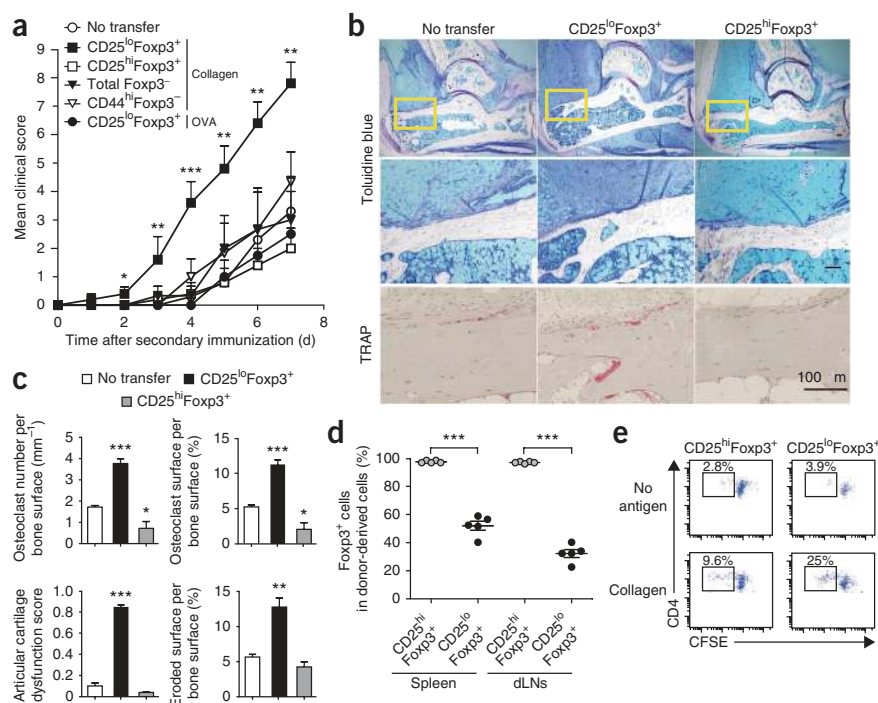 a
No transfer
CD25loFoxp3+
CD25hiFoxp3+
Total Foxp3–
CD44hiFoxp3–
CD25loFoxp3+
Collagen
OVA
Mean clinical score
9
8
7
6
5
4
3
2
1
0
0 2 4 6 8
Time after secondary immunization (d)
* ** *** ** ** **
b
No transfer CD25loFoxp3+ CD25hiFoxp3+
Toluidine blue
TRAP
100 m
c
No transfer CD25loFoxp3+
CD25hiFoxp3+
Osteoclast number per
bone surface (mm–1)
5
4
3
2
1
0
***
*
Osteoclast surface per
bone surface (%)
15
10
5
0
***
*
Articular cartilage
dysfunction score
1.0
0.8
0.6
0.4
0.2
0
***
Eroded surface per
bone surface (%)
15
10
5
0
**
d
*** ***
Foxp3+ cells
in donor-derived cells (%)
100
80
60
40
20
0
CD25hi
Foxp3+
CD25lo
Foxp3+
CD25hi
Foxp3+
CD25lo
Foxp3+
Spleen dLNs
e
CD25hiFoxp3+ CD25loFoxp3+
No
antigen
2.8% 3.9%
Collagen
9.6% 25%
CD4
CFSE